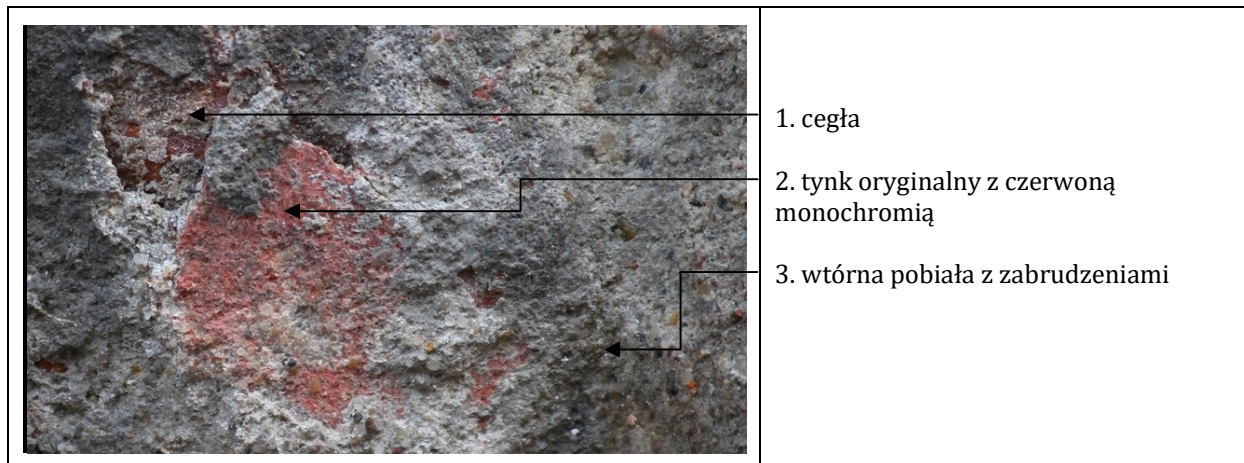 1. cegła
2. tynk oryginalny z czerwoną
monochromią
3. wtórna pobiała z zabrudzeniami